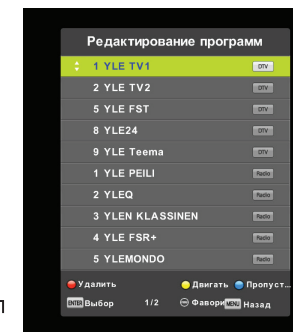 Редактирование программ
1 YLE TV1 DTV
2 YLE TV2 DTV
5 YLE FST DTV
8 YLE24 DTV
9 YLE Teema DTV
1 YLE PEILI Radio
2 YLEQ Radio
3 YLEN KLASSINEN Radio
4 YLE FSR+ Radio
5 YLEMONDO Radio
Удалить Двигать Пропуст...
ENTER Выбор 1/2 Фавори MENU Назад